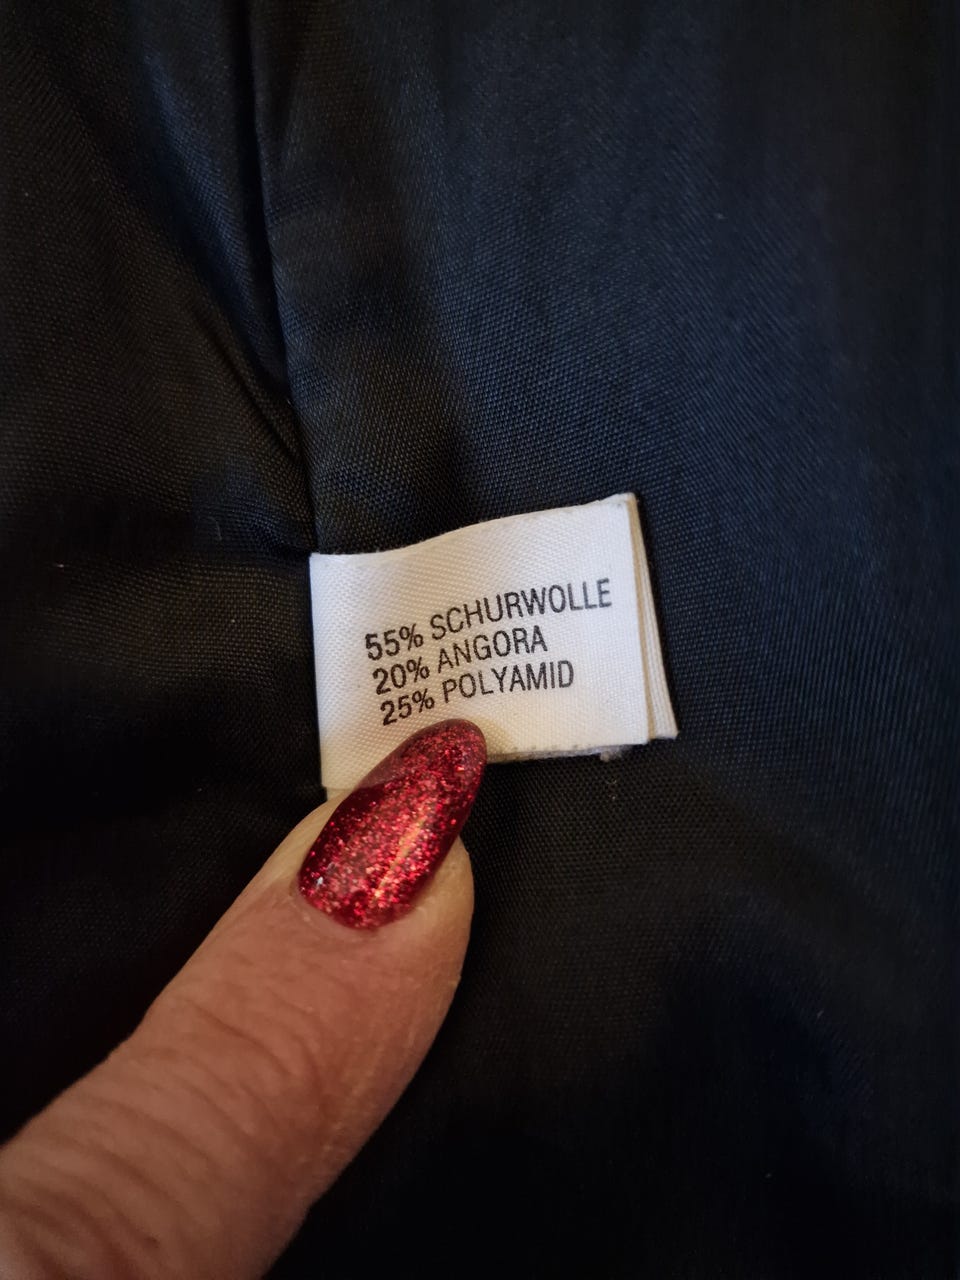 55% SCHURWOLLE
20% ANGORA
25% POLYAMID